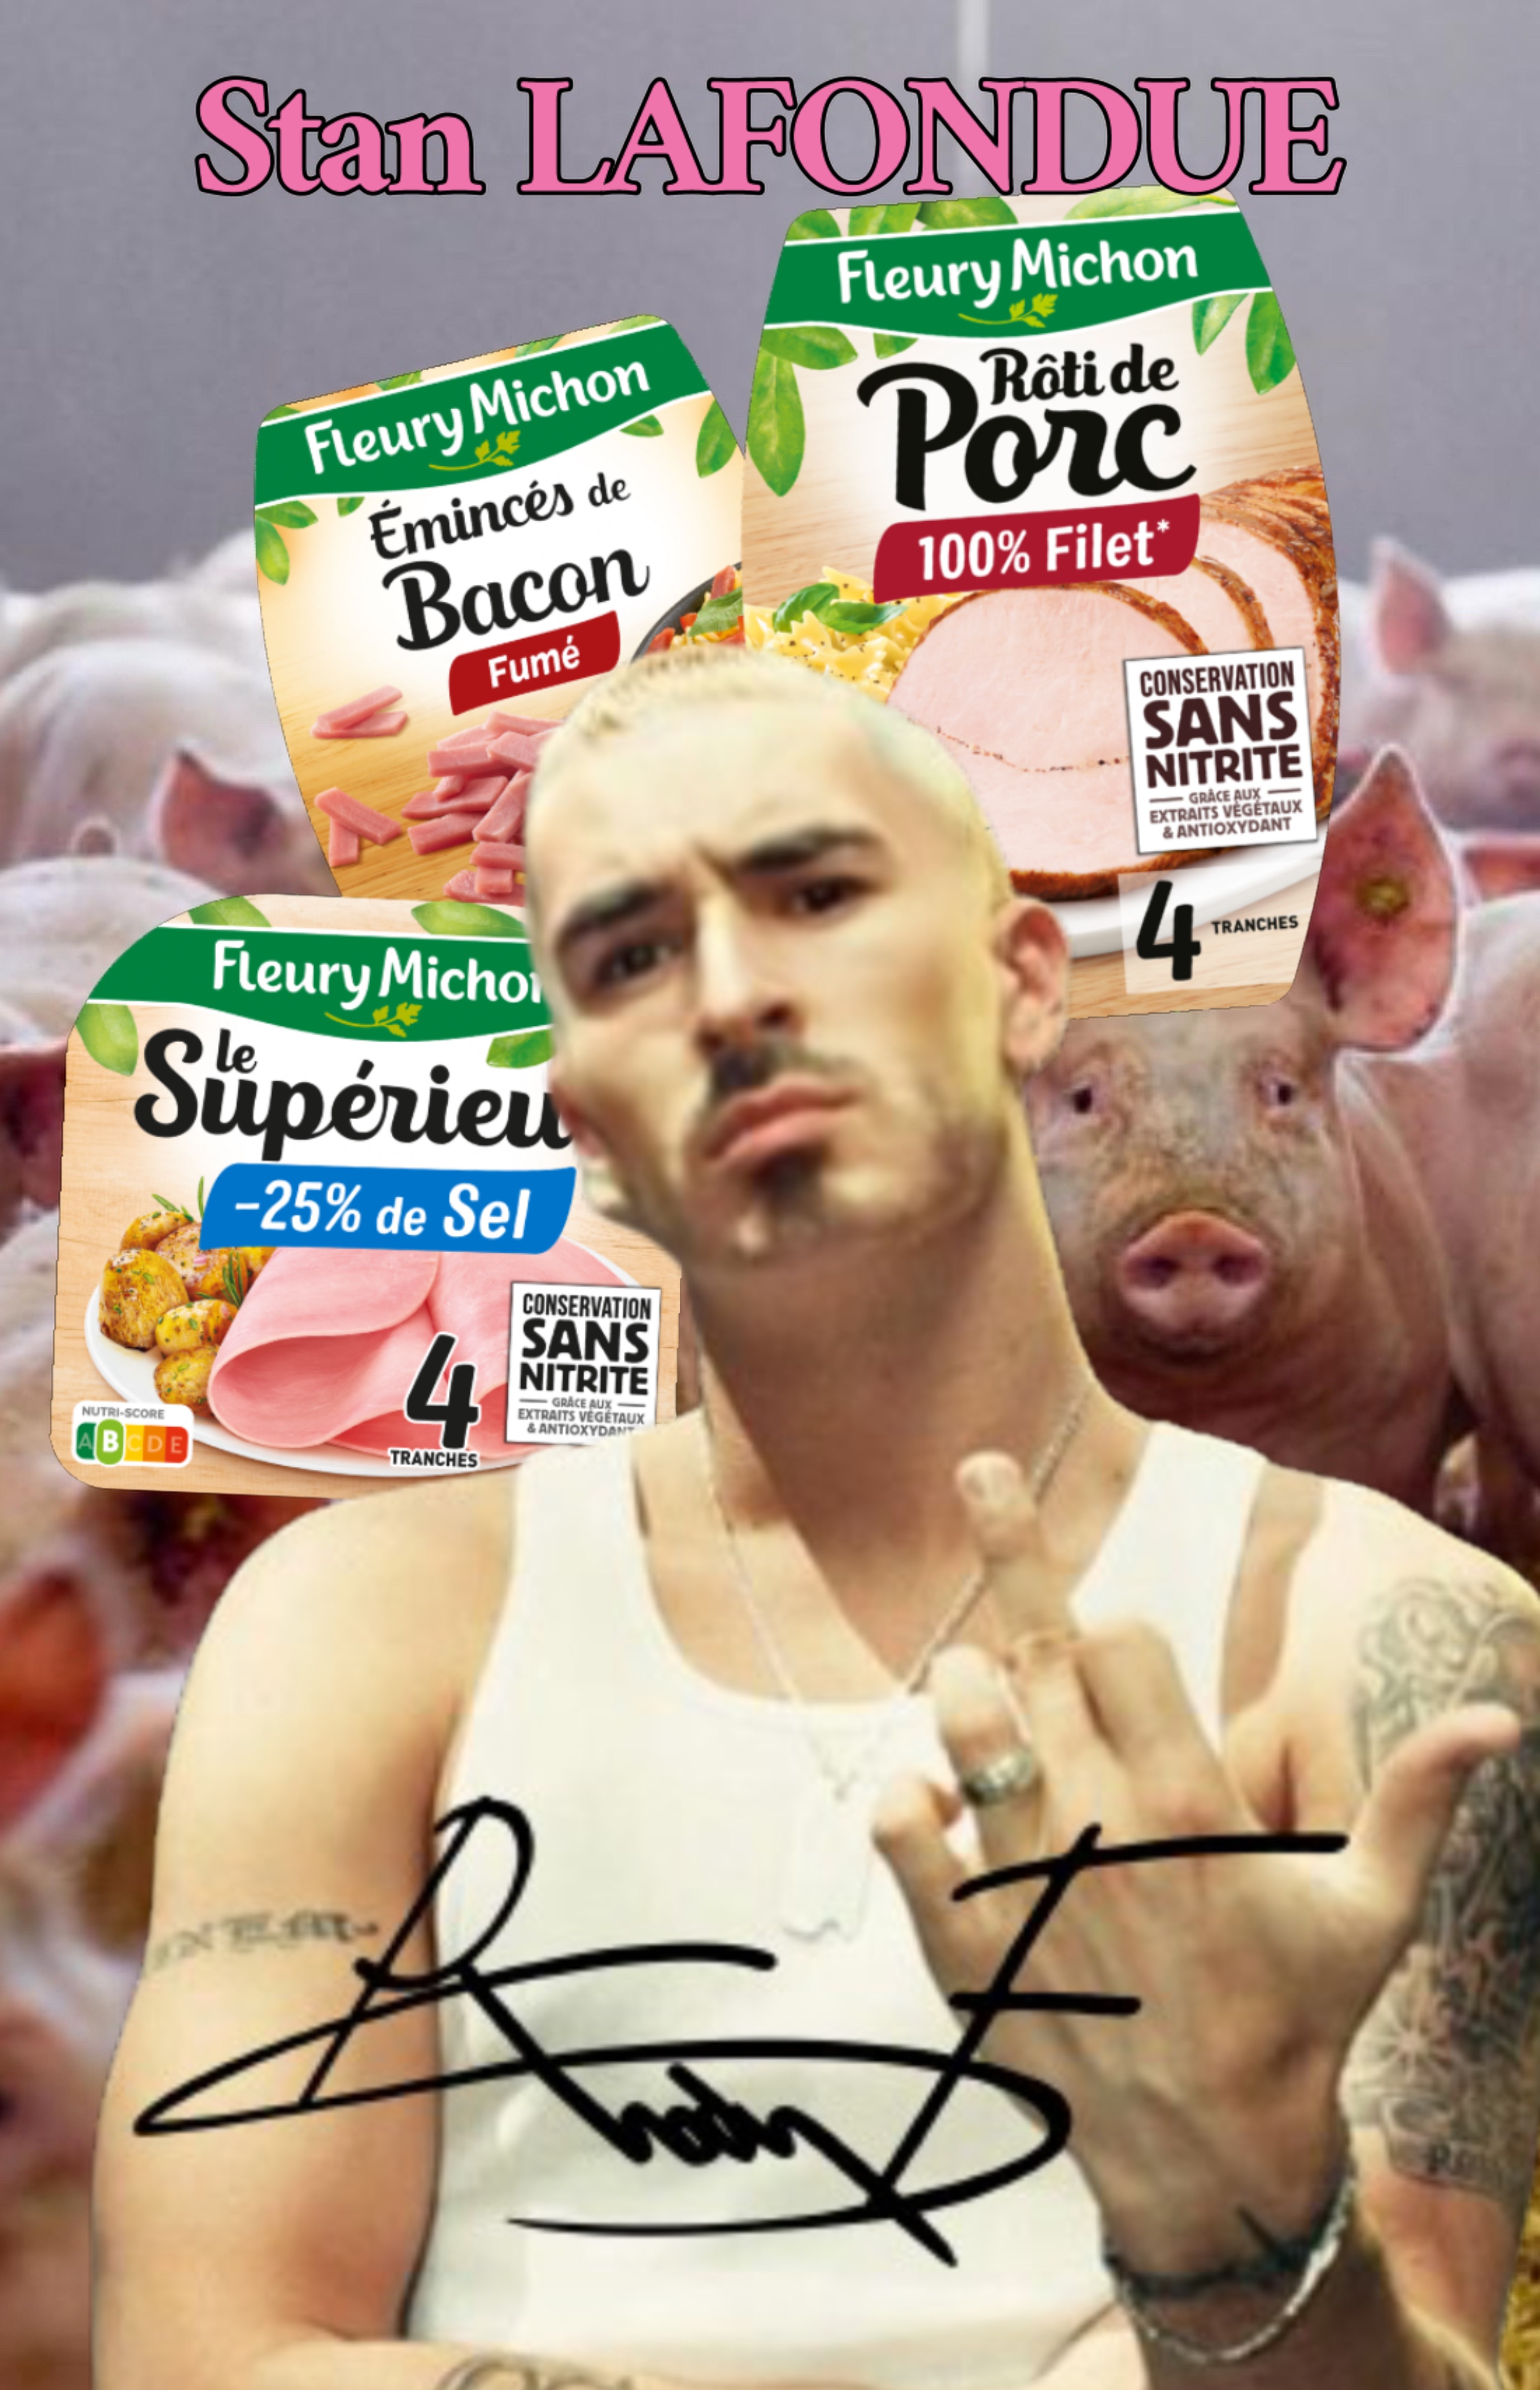 Stan LAFONDUE
Fleury Michon
Rôti de
Porc
100% Filet*
CONSERVATION
SANS
NITRITE
GRÂCE AUX
EXTRAITS VÉGÉTAUX
& ANTIOXYDANT
4 TRANCHES
Fleury Michon
Émincés de
Bacon
Fumé
Fleury Michon
le
Supérieu
-25% de Sel
CONSERVATION
SANS
NITRITE
GRÂCE AUX
EXTRAITS VÉGÉTAUX
& ANTIOXYDANT
4
TRANCHES
NUTRI-SCORE
A B C D E